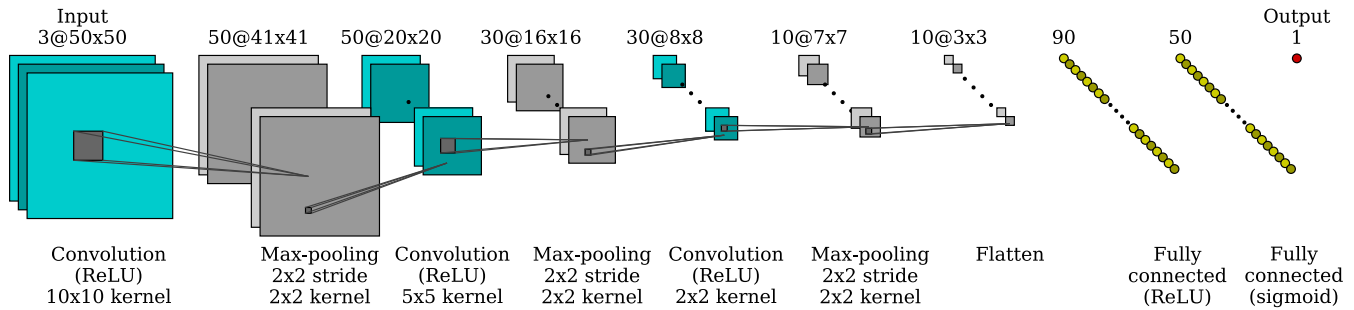 Input
3@50x50
50@41x41
50@20x20
30@16x16
30@8x8
10@7x7
10@3x3
90
50
Output
1
Convolution
(ReLU)
10x10 kernel
Max-pooling
2x2 stride
2x2 kernel
Convolution
(ReLU)
5x5 kernel
Max-pooling
2x2 stride
2x2 kernel
Convolution
(ReLU)
2x2 kernel
Max-pooling
2x2 stride
2x2 kernel
Flatten
Fully
connected
(ReLU)
Fully
connected
(sigmoid)